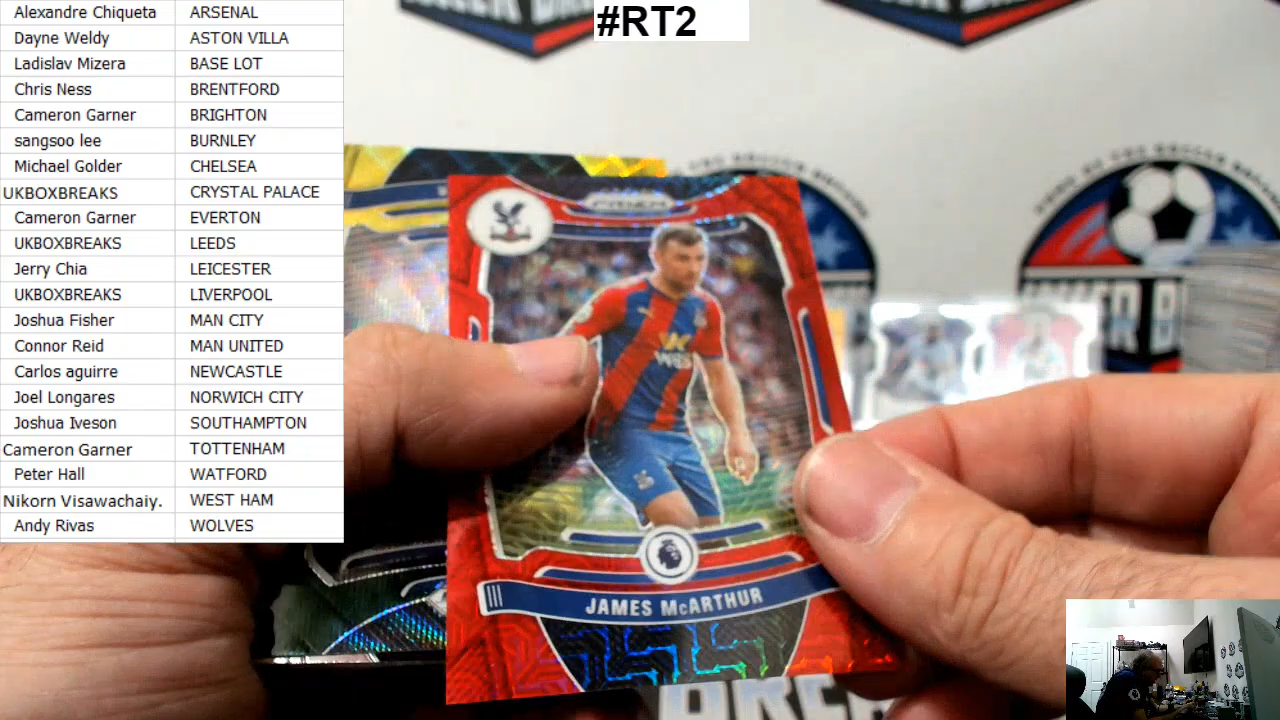 #RT2
Alexandre Chiqueta ARSENAL
Dayne Weldy ASTON VILLA
Ladislav Mizera BASE LOT
Chris Ness BRENTFORD
Cameron Garner BRIGHTON
sangsoo lee BURNLEY
Michael Golder CHELSEA
UKBOXBREAKS CRYSTAL PALACE
Cameron Garner EVERTON
UKBOXBREAKS LEEDS
Jerry Chia LEICESTER
UKBOXBREAKS LIVERPOOL
Joshua Fisher MAN CITY
Connor Reid MAN UNITED
Carlos aguirre NEWCASTLE
Joel Longares NORWICH CITY
Joshua Iveson SOUTHAMPTON
Cameron Garner TOTTENHAM
Peter Hall WATFORD
Nikorn Visawachaiy. WEST HAM
Andy Rivas WOLVES
PRIZM
JAMES McARTHUR